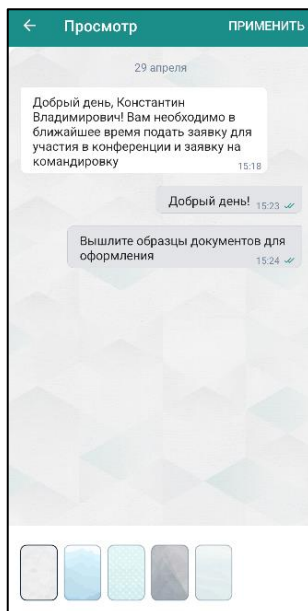 Просмотр ПРИМЕНИТЬ
29 апреля
Добрый день, Константин
Владимирович! Вам необходимо в
ближайшее время подать заявку для
участия в конференции и заявку на
командировку
15:18
Добрый день! 15:23
Вышлите образцы документов для
оформления
15:24